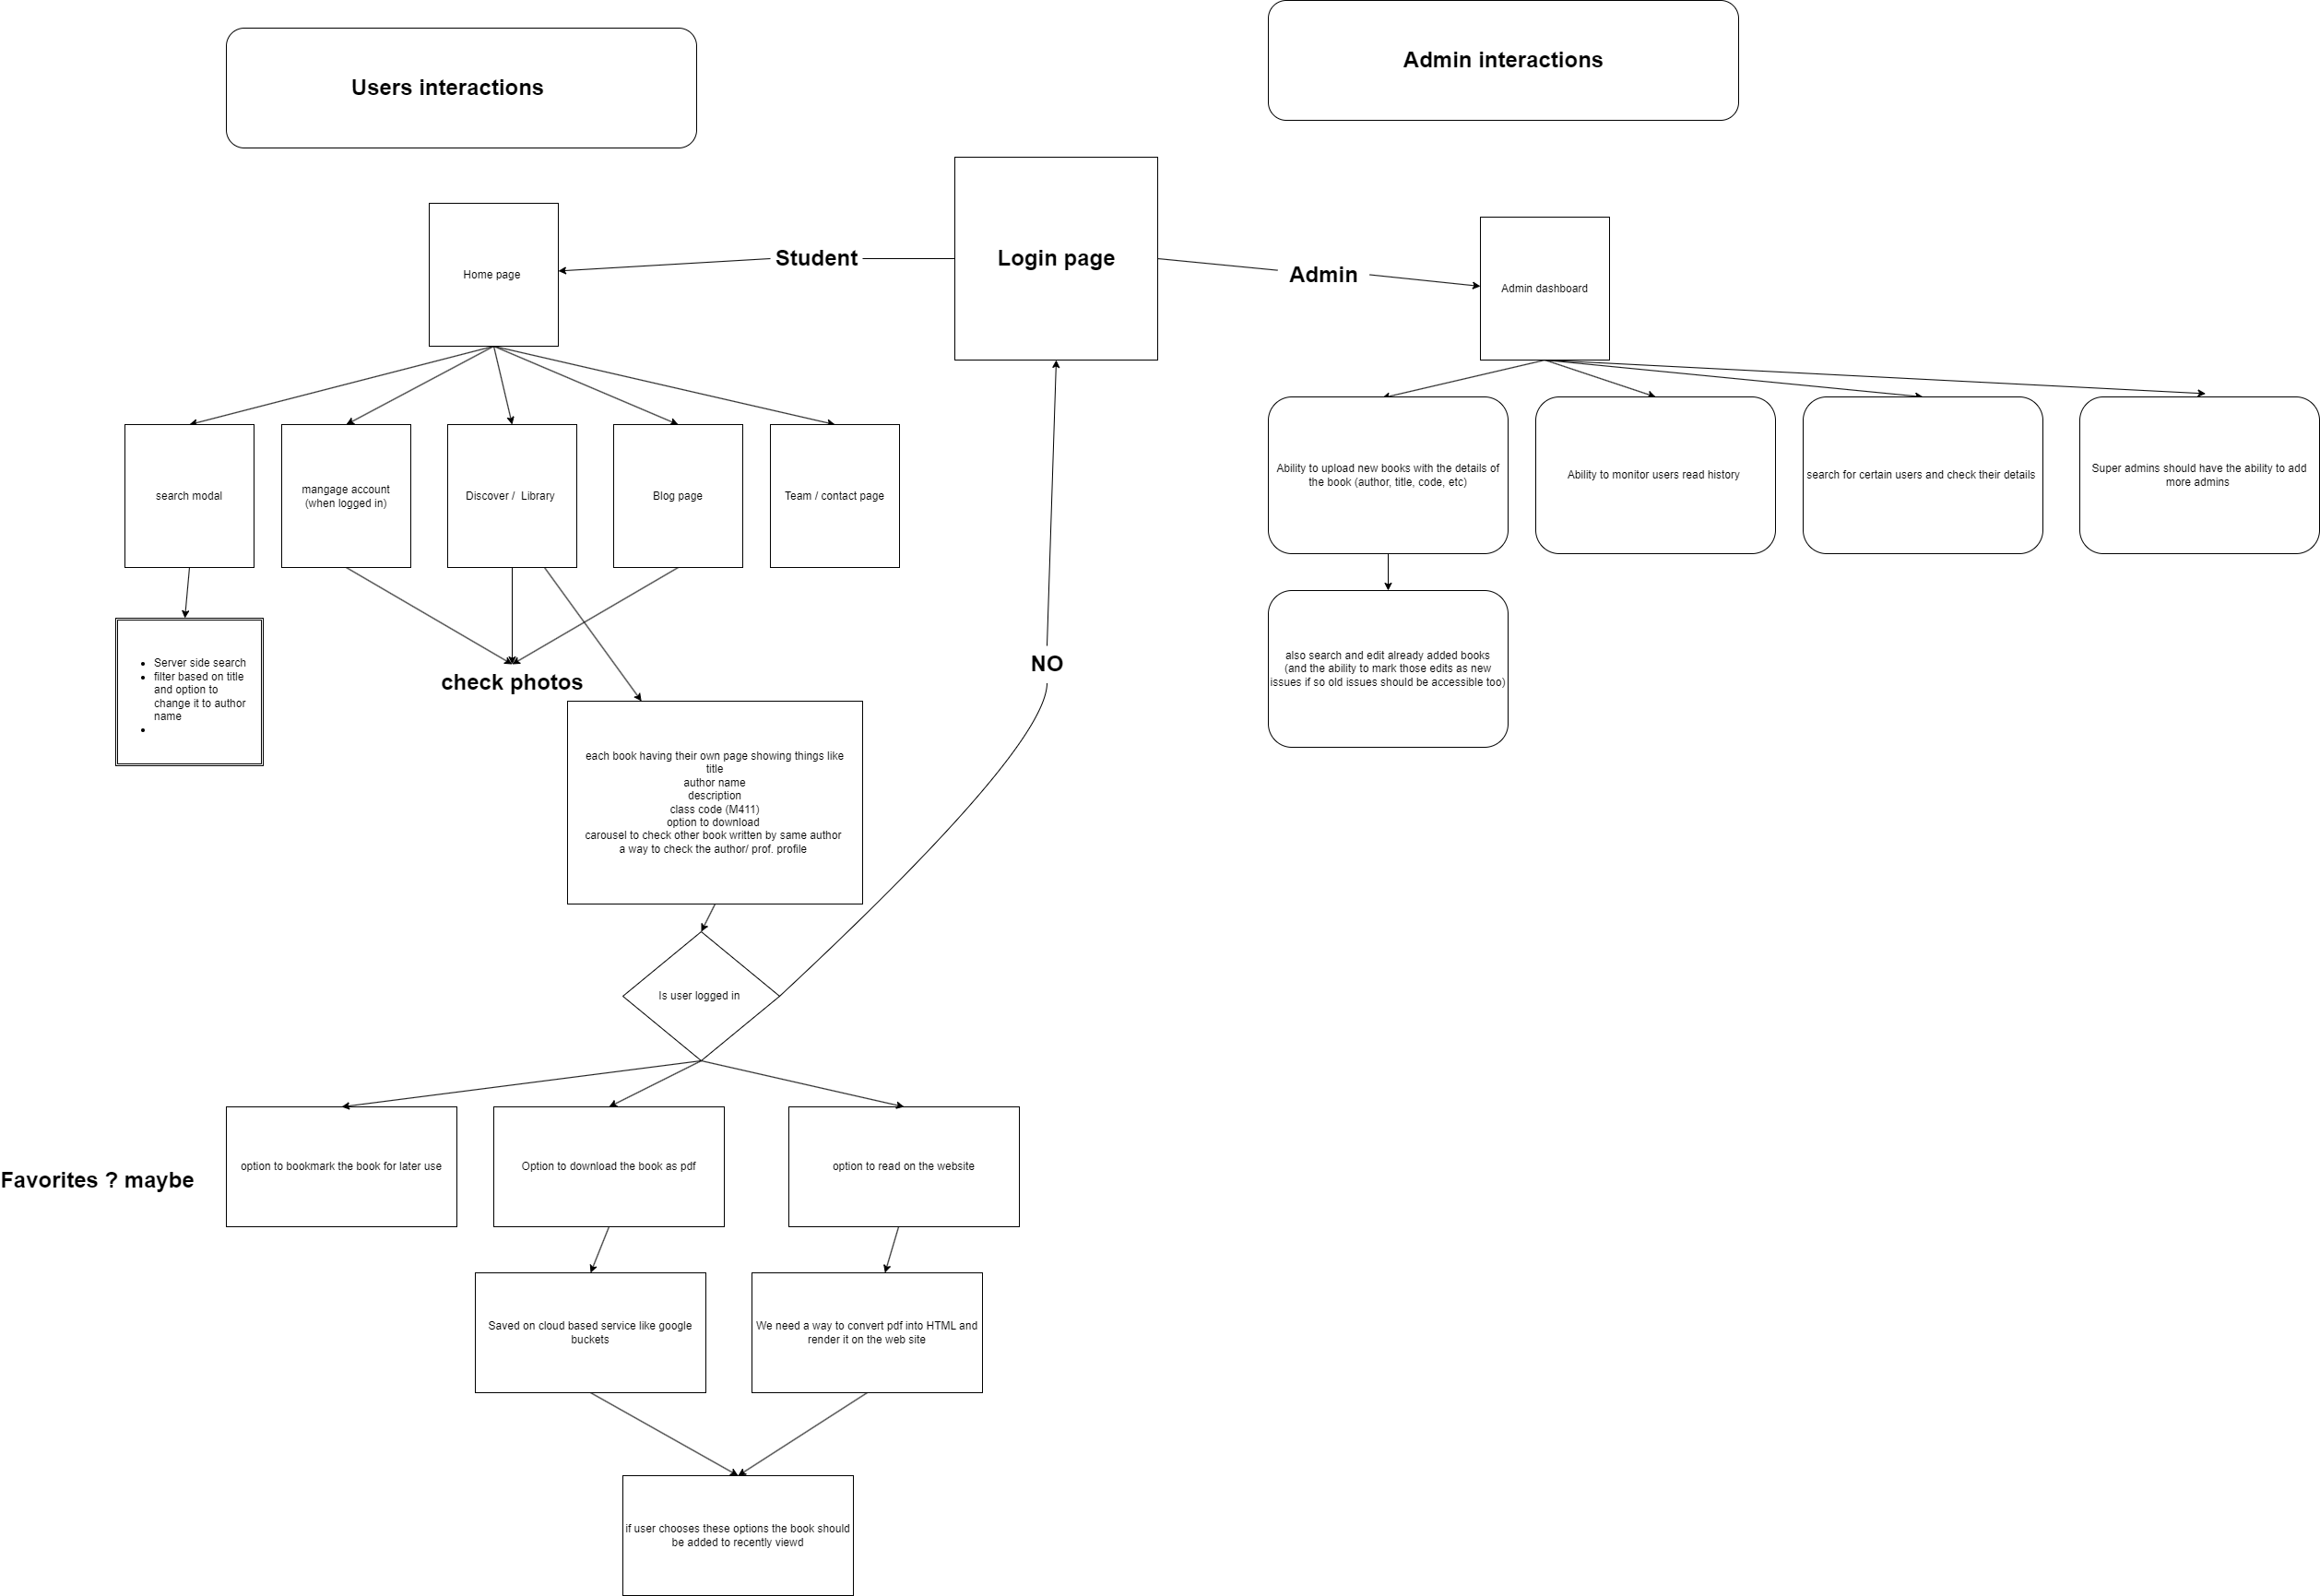 Users interactions
Admin interactions
Student
Login page
Admin
Home page
Admin dashboard
search modal
mangage account
(when logged in)
Discover / Library
Blog page
Team / contact page
Ability to upload new books with the details of
the book (author, title, code, etc)
Ability to monitor users read history
search for certain users and check their details
Super admins should have the ability to add
more admins
Server side search
filter based on title
and option to
change it to author
name
check photos
NO
also search and edit already added books
(and the ability to mark those edits as new
issues if so old issues should be accessible too)
each book having their own page showing things like
title
author name
description
class code (M411)
option to download
carousel to check other book written by same author
a way to check the author/ prof. profile
Is user logged in
Favorites ? maybe
option to bookmark the book for later use
Option to download the book as pdf
option to read on the website
Saved on cloud based service like google
buckets
We need a way to convert pdf into HTML and
render it on the web site
if user chooses these options the book should
be added to recently viewd